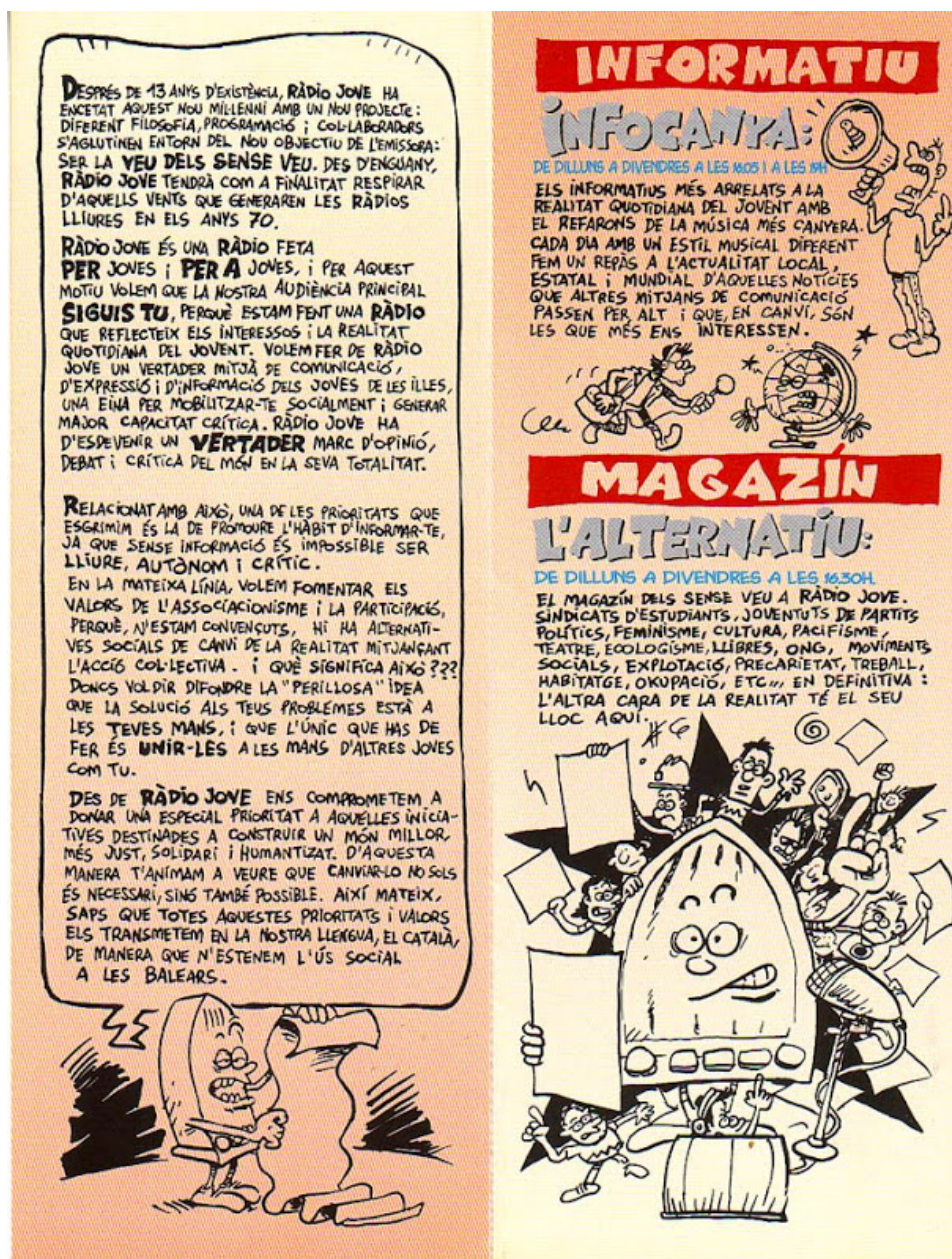 DESPRÉS DE 13 ANYS D'EXISTÈNCIA, RÀDIO JOVE HA
ENCETAT AQUEST NOU MIL·LENNI AMB UN NOU PROJECTE:
DIFERENT FILOSOFIA, PROGRAMACIÓ i COL·LABORADORS
S'AGLUTINEN ENTORN DEL NOU OBJECTIU DE L'EMISSORA:
SER LA VEU DELS SENSE VEU. DES D'ENGUANY,
RÀDIO JOVE TENDRÀ COM A FINALITAT RESPIRAR
D'AQUELLS VENTS QUE GENERAREN LES RÀDIOS
LLIURES EN ELS ANYS 70.
RÀDIO JOVE ÉS UNA RÀDIO FETA
PER JOVES i PER A JOVES, i PER AQUEST
MOTIU VOLEM QUE LA NOSTRA AUDIÈNCIA PRINCIPAL
SIGUIS TU, PERQUÈ ESTAM FENT UNA RÀDIO
QUE REFLECTEIX ELS INTERESSOS i LA REALITAT
QUOTIDIANA DEL JOVENT. VOLEM FER DE RÀDIO
JOVE UN VERTADER MITJÀ DE COMUNICACIÓ,
D'EXPRESSIÓ i D'INFORMACIÓ DELS JOVES DE LES ILLES,
UNA EINA PER MOBILITZAR-TE SOCIALMENT i GENERAR
MAJOR CAPACITAT CRÍTICA. RÀDIO JOVE HA
D'ESDEVENIR UN VERTADER MARC D'OPINIÓ,
DEBAT i CRÍTICA DEL MÓN EN LA SEVA TOTALITAT.
RELACIONAT AMB AIXÒ, UNA DE LES PRIORITATS QUE
ESGRIMIM ÉS LA DE PROMOURE L'HÀBIT D'INFORMAR-TE,
JA QUE SENSE INFORMACIÓ ÉS IMPOSSIBLE SER
LLIURE, AUTÒNOM i CRÍTIC.
EN LA MATEIXA LÍNIA, VOLEM FOMENTAR ELS
VALORS DE L'ASSOCIACIONISME i LA PARTICIPACIÓ,
PERQUÈ, N'ESTAM CONVENÇUTS, HI HA ALTERNATI-
VES SOCIALS DE CANVI DE LA REALITAT MITJANÇANT
L'ACCIÓ COL·LECTIVA. i QUÈ SIGNIFICA AIXÒ???
DONCS VOL DIR DIFONDRE LA "PERILLOSA" IDEA
QUE LA SOLUCIÓ ALS TEUS PROBLEMES ESTÀ A
LES TEVES MANS, i QUE L'ÚNIC QUE HAS DE
FER ÉS UNIR-LES A LES MANS D'ALTRES JOVES
COM TU.
DES DE RÀDIO JOVE ENS COMPROMETEM A
DONAR UNA ESPECIAL PRIORITAT A AQUELLES INICIA-
TIVES DESTINADES A CONSTRUIR UN MÓN MILLOR,
MÉS JUST, SOLIDARI i HUMANTIZAT. D'AQUESTA
MANERA T'ANIMAM A VEURE QUE CANVIAR-LO NO SOLS
ÉS NECESSARI, SINÓ TAMBÉ POSSIBLE. AIXÍ MATEIX,
SAPS QUE TOTES AQUESTES PRIORITATS i VALORS
ELS TRANSMETEM EN LA NOSTRA LLENGUA, EL CATALÀ,
DE MANERA QUE N'ESTENEM L'ÚS SOCIAL
A LES BALEARS.
INFORMATIU
INFOCANYA:
DE DILLUNS A DIVENDRES A LES 16.05 I A LES 19H
ELS INFORMATIUS MÉS ARRELATS A LA
REALITAT QUOTIDIANA DEL JOVENT AMB
EL REFARONS DE LA MÚSICA MÉS CANYERA.
CADA DIA AMB UN ESTIL MUSICAL DIFERENT
FEM UN REPÀS A L'ACTUALITAT LOCAL,
ESTATAL i MUNDIAL D'AQUELLES NOTÍCIES
QUE ALTRES MITJANS DE COMUNICACIÓ
PASSEN PER ALT i QUE, EN CANVI, SÓN
LES QUE MÉS ENS INTERESSEN.
MAGAZÍN
L'ALTERNATIU:
DE DILLUNS A DIVENDRES A LES 16.30H.
EL MAGAZÍN DELS SENSE VEU A RÀDIO JOVE.
SINDICATS D'ESTUDIANTS, JOVENTUTS DE PARTITS
POLÍTICS, FEMINISME, CULTURA, PACIFISME,
TEATRE, ECOLOGISME, LLIBRES, ONG, MOVIMENTS
SOCIALS, EXPLOTACIÓ, PRECARIETAT, TREBALL,
HABITATGE, OKUPACIÓ, ETC... EN DEFINITIVA:
L'ALTRA CARA DE LA REALITAT TÉ EL SEU
LLOC AQUÍ.